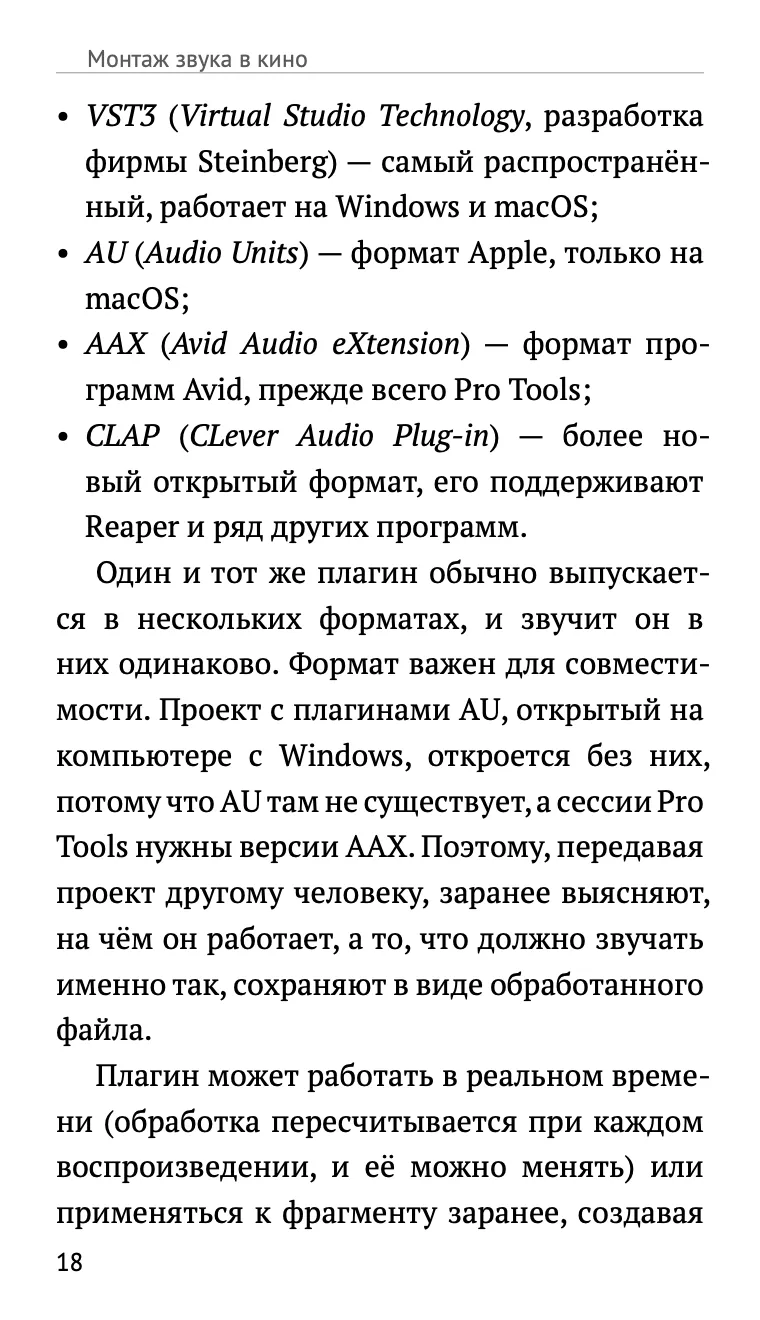 Монтаж звука в кино
• VST3 (Virtual Studio Technology, разработка
фирмы Steinberg) — самый распространён-
ный, работает на Windows и macOS;
• AU (Audio Units) — формат Apple, только на
macOS;
• AAX (Avid Audio eXtension) — формат про-
грамм Avid, прежде всего Pro Tools;
• CLAP (CLever Audio Plug-in) — более но-
вый открытый формат, его поддерживают
Reaper и ряд других программ.
Один и тот же плагин обычно выпускает-
ся в нескольких форматах, и звучит он в
них одинаково. Формат важен для совмести-
мости. Проект с плагинами AU, открытый на
компьютере с Windows, откроется без них,
потому что AU там не существует, а сессии Pro
Tools нужны версии AAX. Поэтому, передавая
проект другому человеку, заранее выясняют,
на чём он работает, а то, что должно звучать
именно так, сохраняют в виде обработанного
файла.
Плагин может работать в реальном време-
ни (обработка пересчитывается при каждом
воспроизведении, и её можно менять) или
применяться к фрагменту заранее, создавая
18